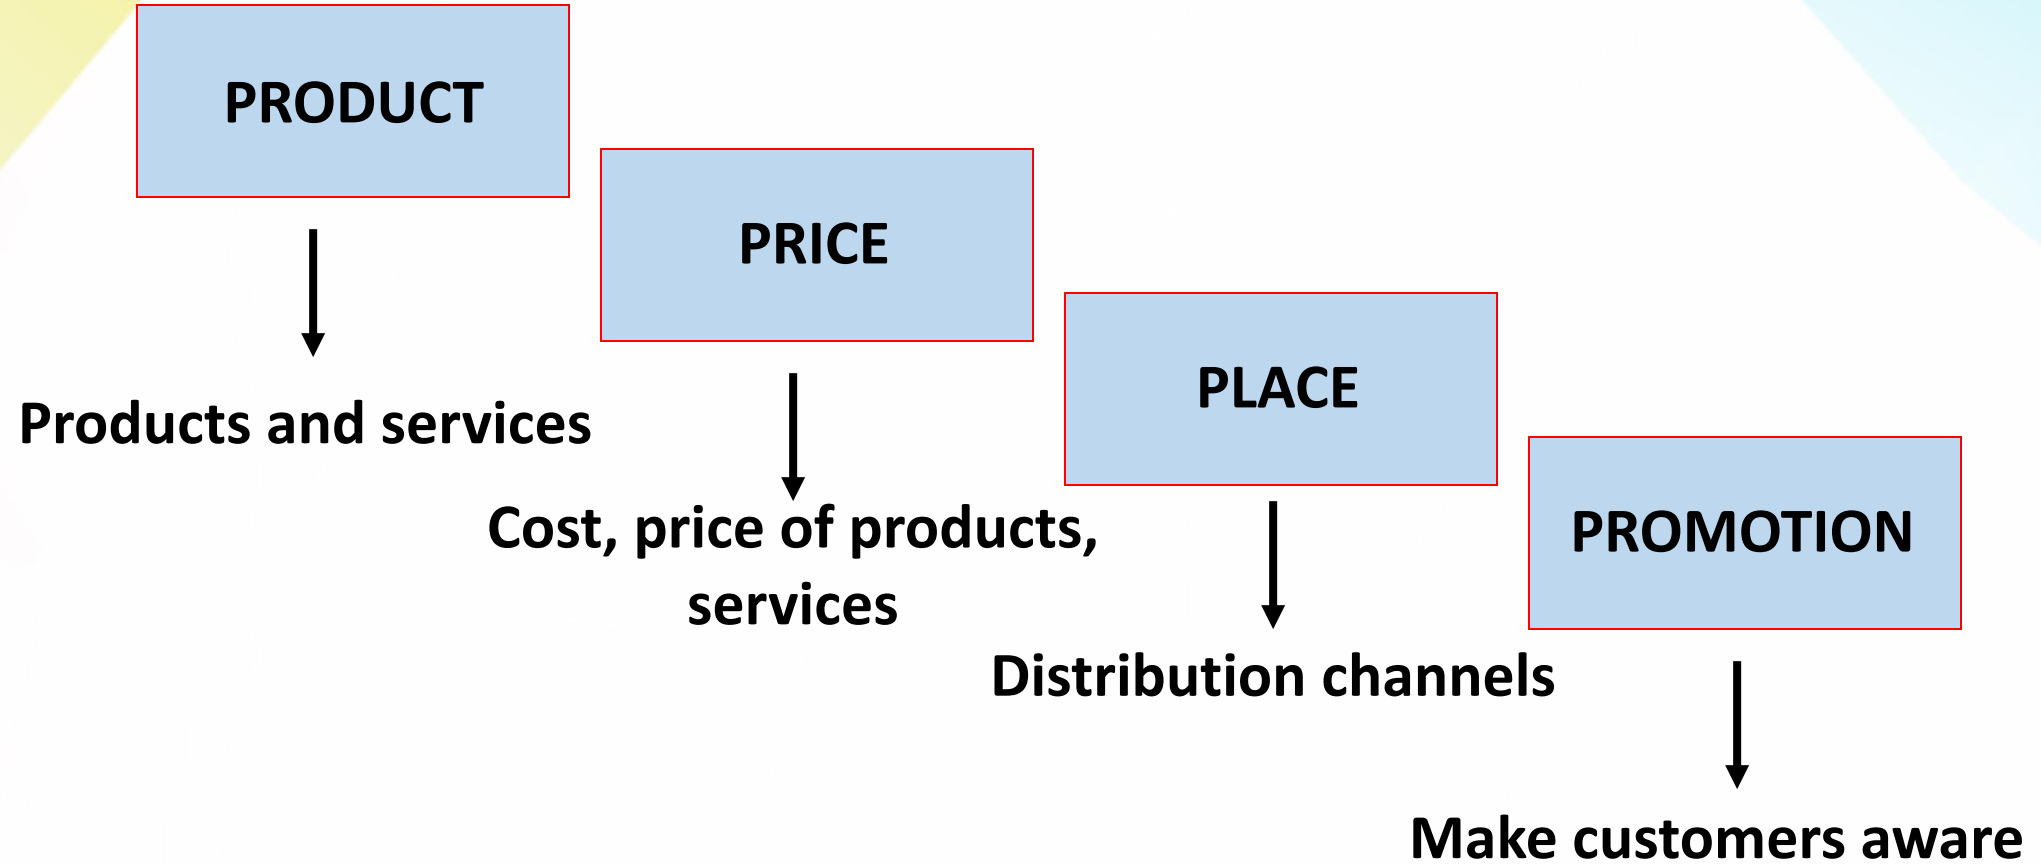 PRODUCT
Products and services
PRICE
Cost, price of products,
services
PLACE
Distribution channels
PROMOTION
Make customers aware